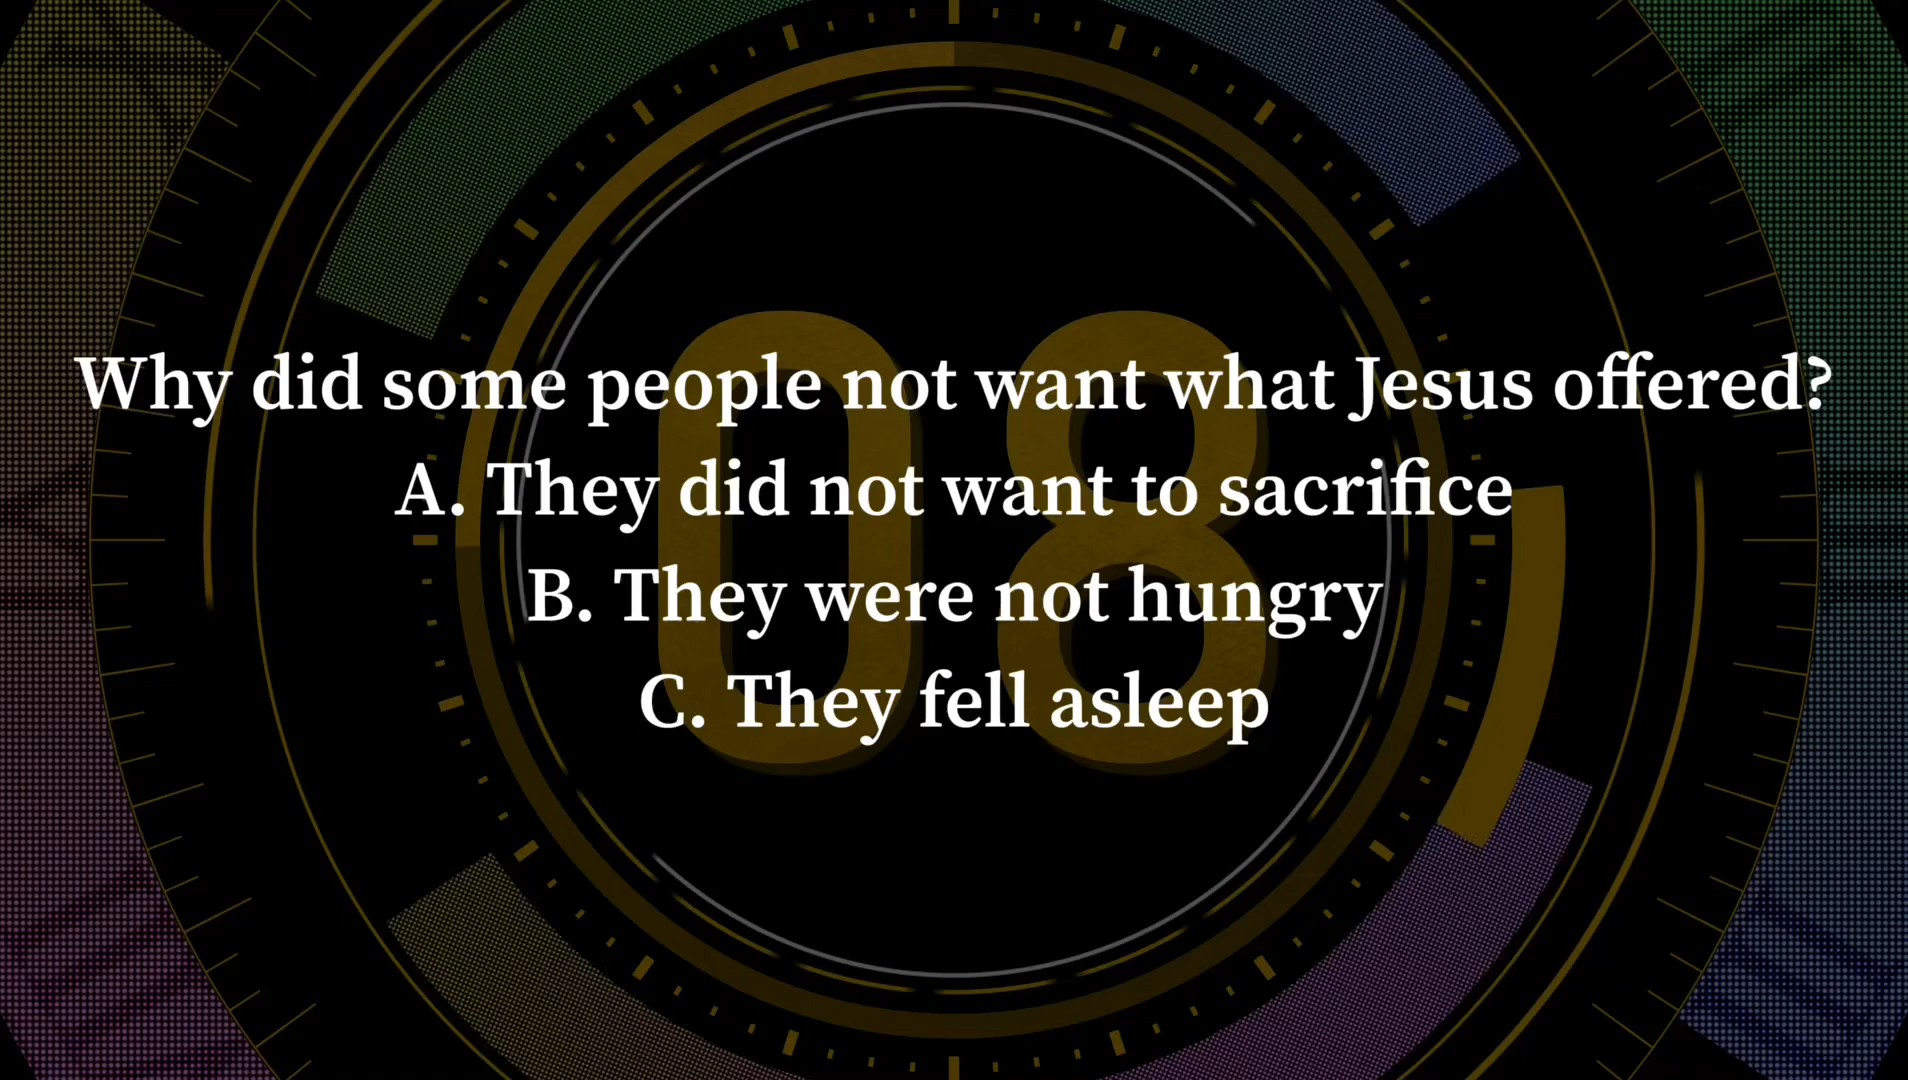 08
Why did some people not want what Jesus offered?
A. They did not want to sacrifice
B. They were not hungry
C. They fell asleep